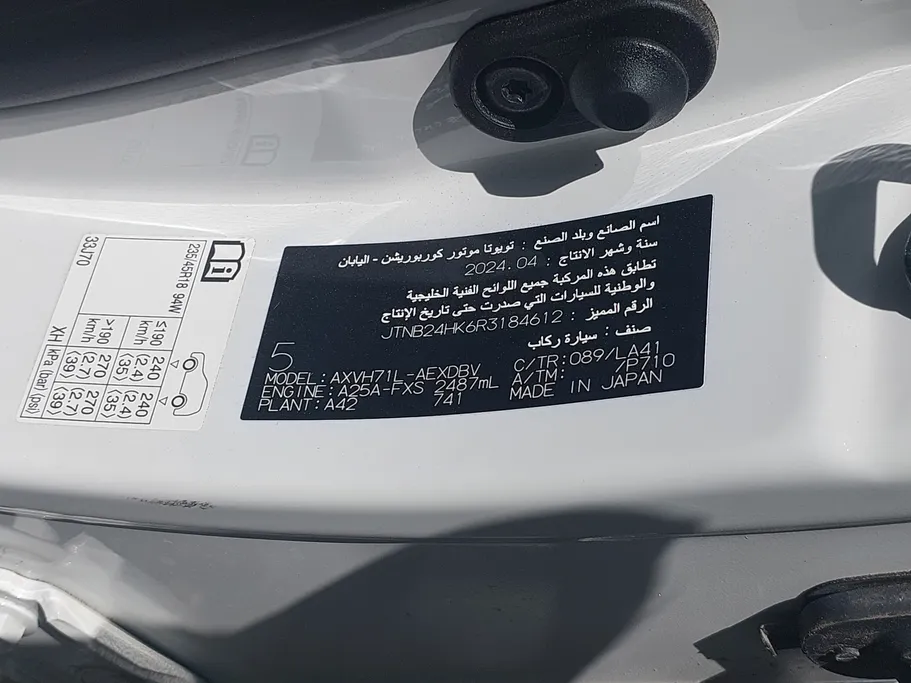 اسم الصانع وبلد الصنع : تويوتا موتور كوربوريشن - اليابان
سنة وشهر الانتاج : 2024.04
تطابق هذه المركبة جميع اللوائح الفنية الخليجية
والوطنية للسيارات التي صدرت حتى تاريخ الإنتاج
الرقم المميز : JTNB24HK6R3184612
صنف : سيارة ركاب
5
MODEL: AXVH71L-AEXDBV C/TR: 089/LA41
ENGINE: A25A-FXS 2487mL A/TM: /P710
PLANT: A42 741 MADE IN JAPAN
33J70
235/45R18 94W
≤190 km/h 240 (2.4) (35) 240 (2.4) (35)
>190 km/h 270 (2.7) (39) 270 (2.7) (39)
XH kPa (bar) (psi)